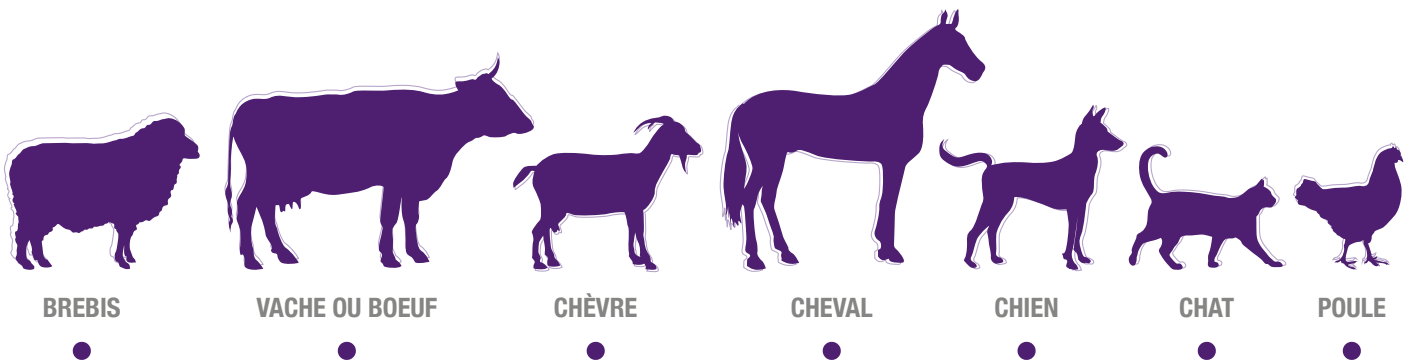 BREBIS
VACHE OU BOEUF
CHÈVRE
CHEVAL
CHIEN
CHAT
POULE